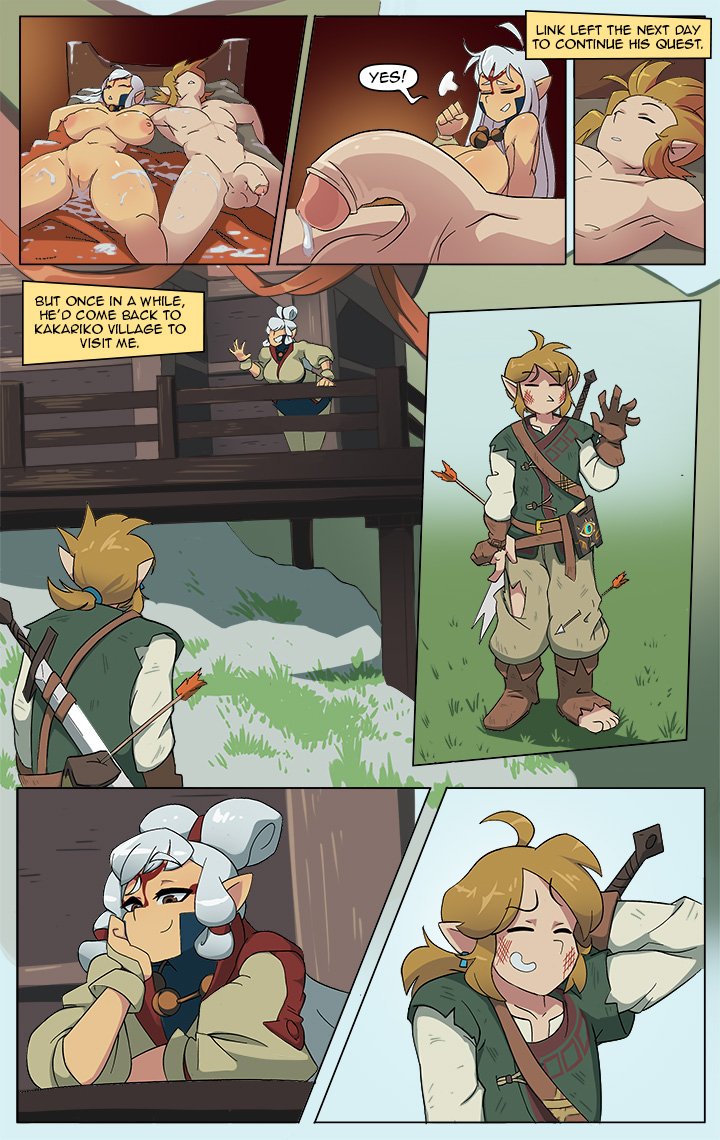 YES!
LINK LEFT THE NEXT DAY
TO CONTINUE HIS QUEST.
BUT ONCE IN A WHILE,
HE'D COME BACK TO
KAKARIKO VILLAGE TO
VISIT ME.